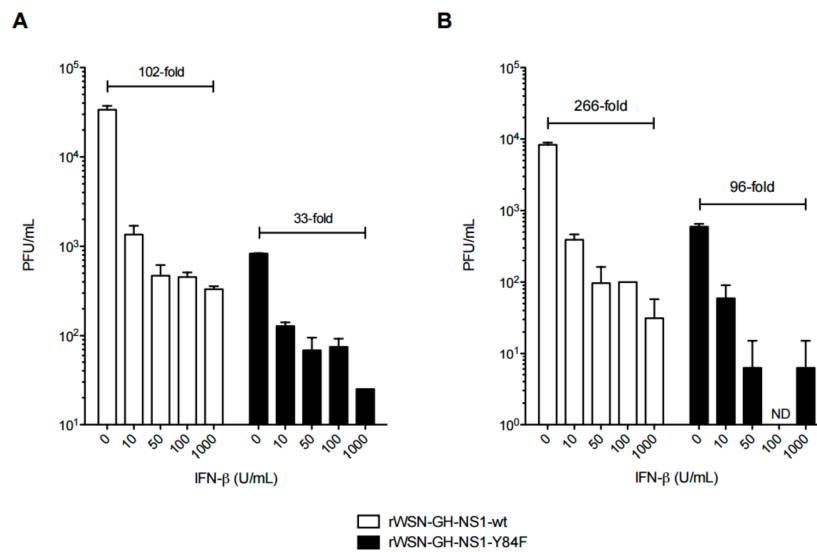 A
10^5
10^4
10^3
10^2
10^1
PFU/mL
102-fold
33-fold
0 10 50 100 1000 0 10 50 100 1000
IFN-β (U/mL)
B
10^5
10^4
10^3
10^2
10^1
10^0
PFU/mL
266-fold
96-fold
ND
0 10 50 100 1000 0 10 50 100 1000
IFN-β (U/mL)
rWSN-GH-NS1-wt
rWSN-GH-NS1-Y84F